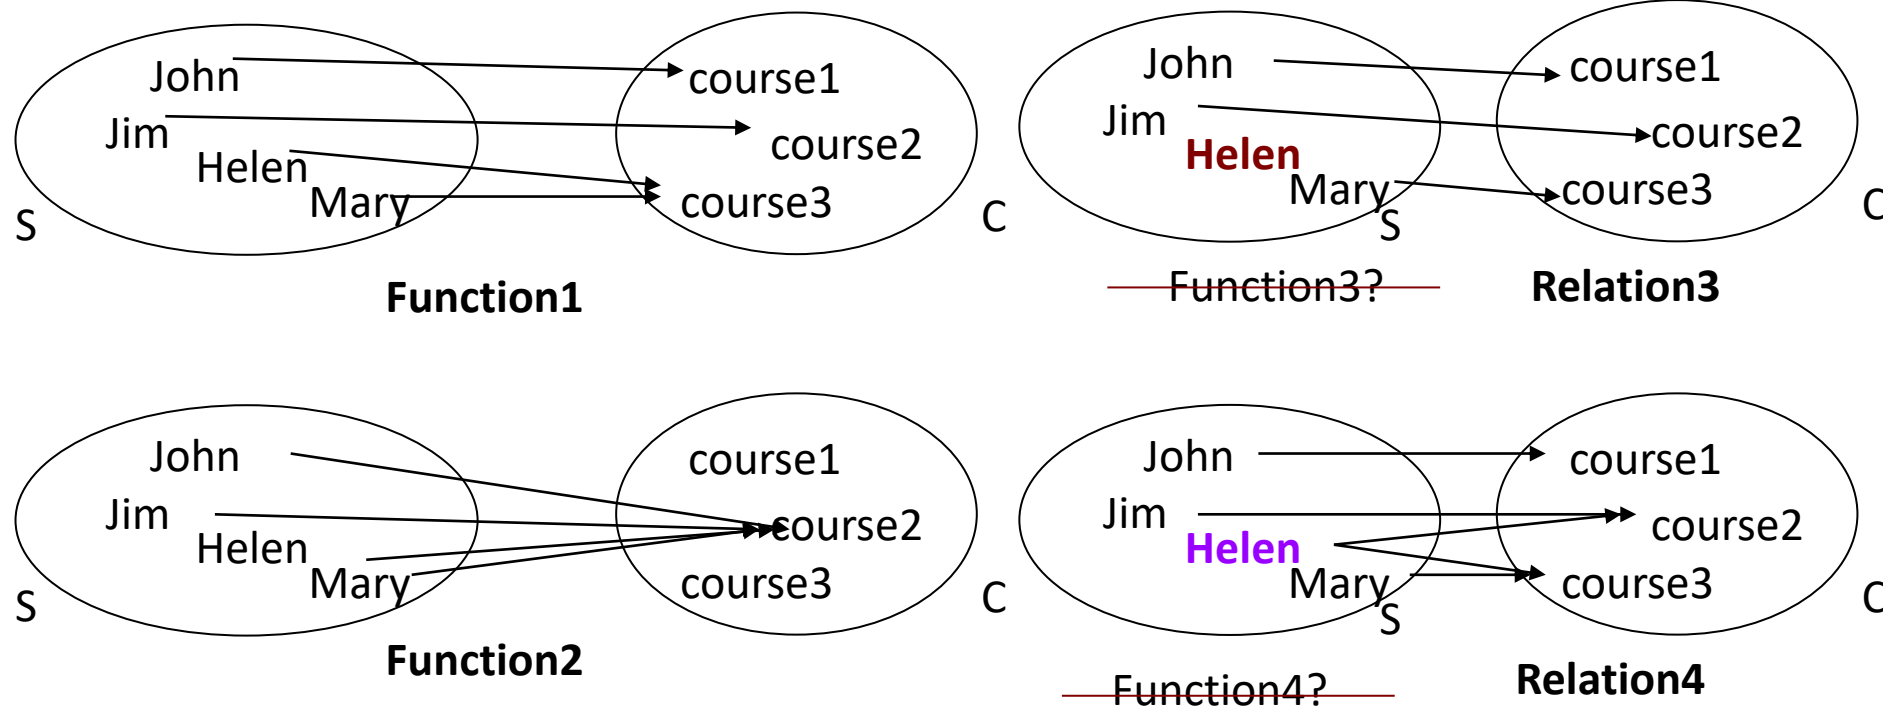 John
course1
Jim
course2
Helen
Mary
course3
S
C
Function1
John
course1
Jim
course2
Helen
Mary
course3
S
C
Function3?
Relation3
John
course1
Jim
course2
Helen
Mary
course3
S
C
Function2
John
course1
Jim
course2
Helen
Mary
course3
S
C
Function4?
Relation4